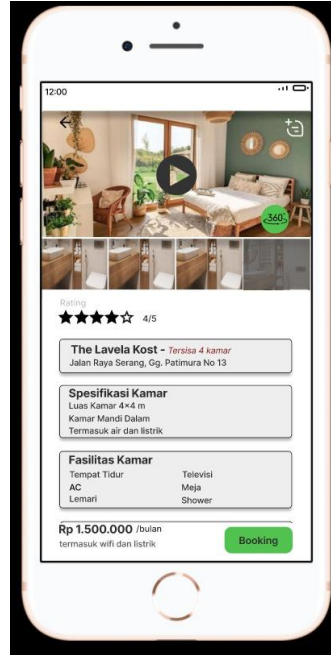 12:00
360°
Rating
4/5
The Lavela Kost - Tersisa 4 kamar
Jalan Raya Serang, Gg. Patimura No 13
Spesifikasi Kamar
Luas Kamar 4x4 m
Kamar Mandi Dalam
Termasuk air dan listrik
Fasilitas Kamar
Tempat Tidur Televisi
AC Meja
Lemari Shower
Rp 1.500.000 /bulan
termasuk wifi dan listrik
Booking